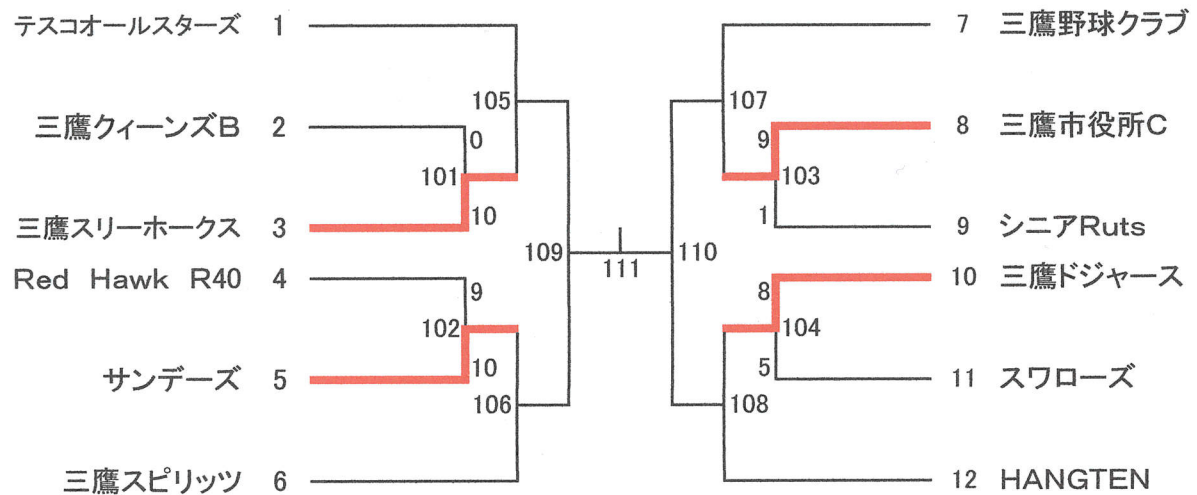 テスコオールスターズ 1
三鷹クィーンズB 2
三鷹スリーホークス 3
Red Hawk R40 4
サンデーズ 5
三鷹スピリッツ 6
105
0
101
10
9
102
10
106
109
111
110
107
9
103
1
8
104
5
108
7 三鷹野球クラブ
8 三鷹市役所C
9 シニアRuts
10 三鷹ドジャース
11 スワローズ
12 HANGTEN